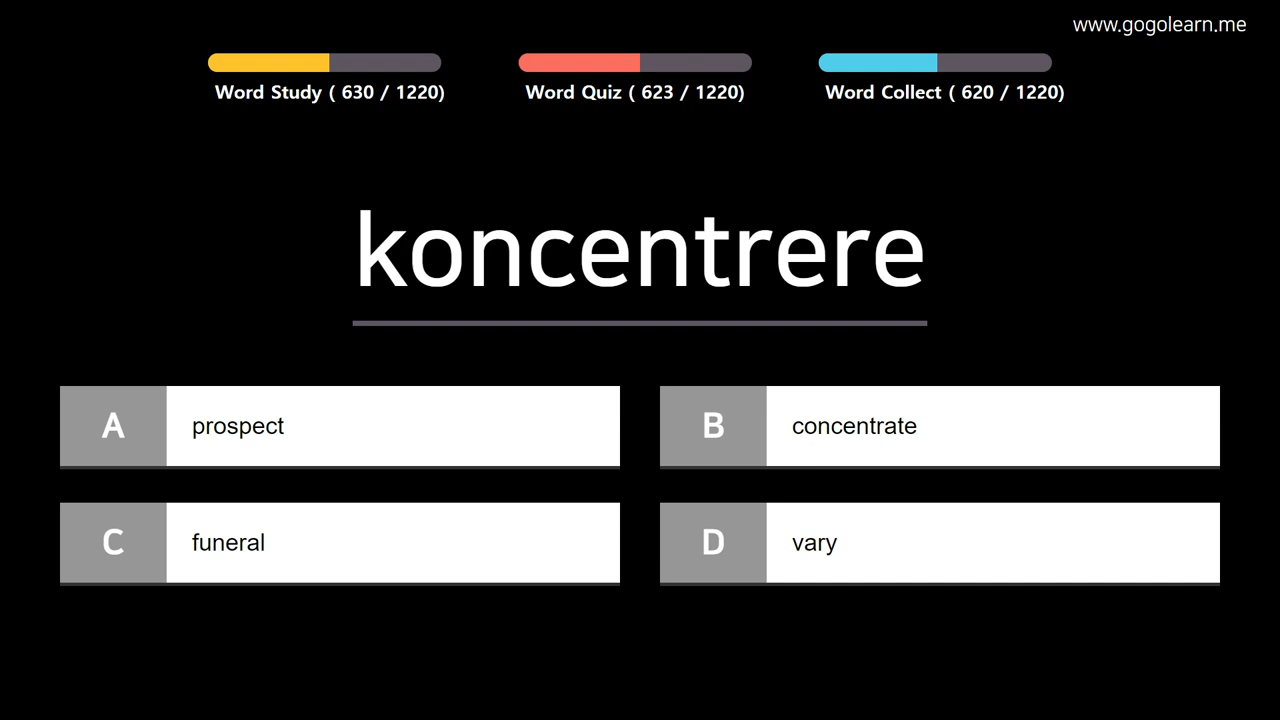 www.gogolearn.me
Word Study ( 630 / 1220)
Word Quiz ( 623 / 1220)
Word Collect ( 620 / 1220)
koncentrere
A prospect
B concentrate
C funeral
D vary